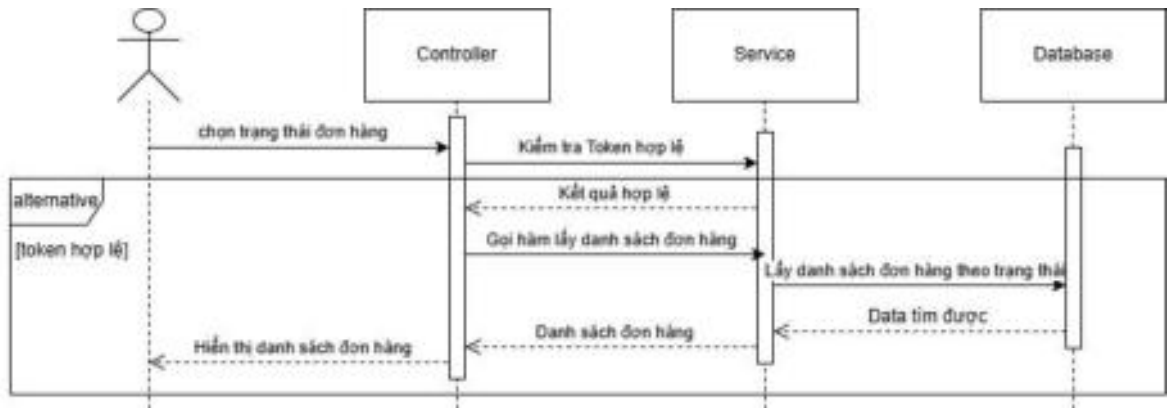 Controller
Service
Database
chọn trạng thái đơn hàng
Kiểm tra Token hợp lệ
alternative
Kết quả hợp lệ
[token hợp lệ]
Gọi hàm lấy danh sách đơn hàng
Lấy danh sách đơn hàng theo trạng thái
Data tìm được
Danh sách đơn hàng
Hiển thị danh sách đơn hàng